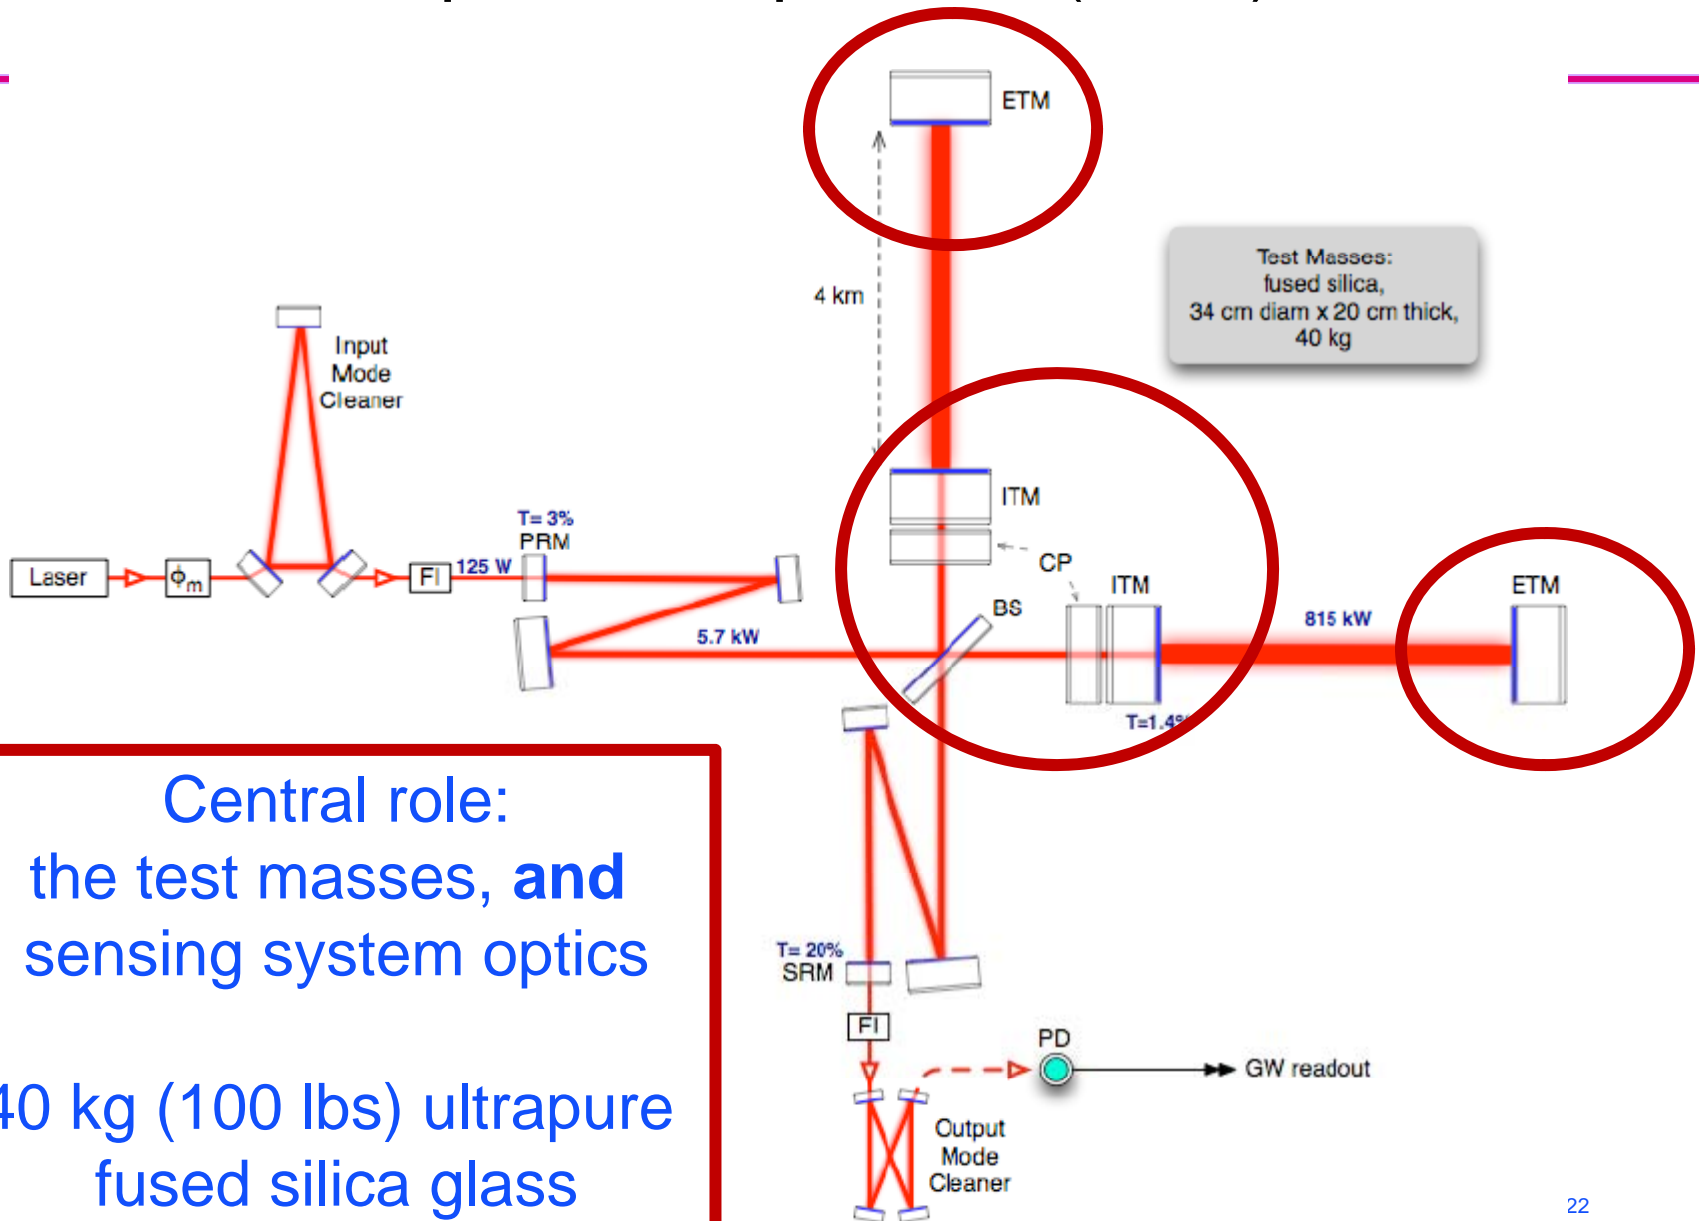 ETM
4 km
Test Masses:
fused silica,
34 cm diam x 20 cm thick,
40 kg
Input
Mode
Cleaner
ITM
T= 3%
PRM
CP
Laser
ϕm
FI
125 W
ITM
ETM
BS
815 kW
5.7 kW
T=1.4%
Central role:
the test masses, and
sensing system optics
T= 20%
SRM
FI
PD
GW readout
40 kg (100 lbs) ultrapure
fused silica glass
Output
Mode
Cleaner
22